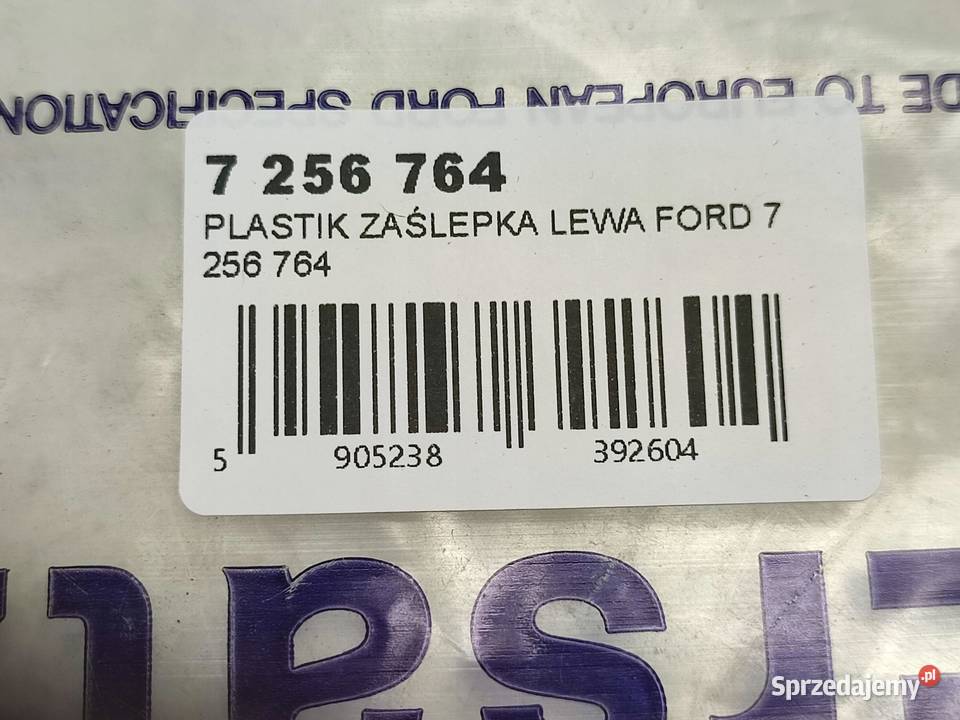 DE TO EUROPEAN FORD SPECIFICATION
7 256 764
PLASTIK ZAŚLEPKA LEWA FORD 7
256 764
5 905238 392604
Sprzedajemy.pl